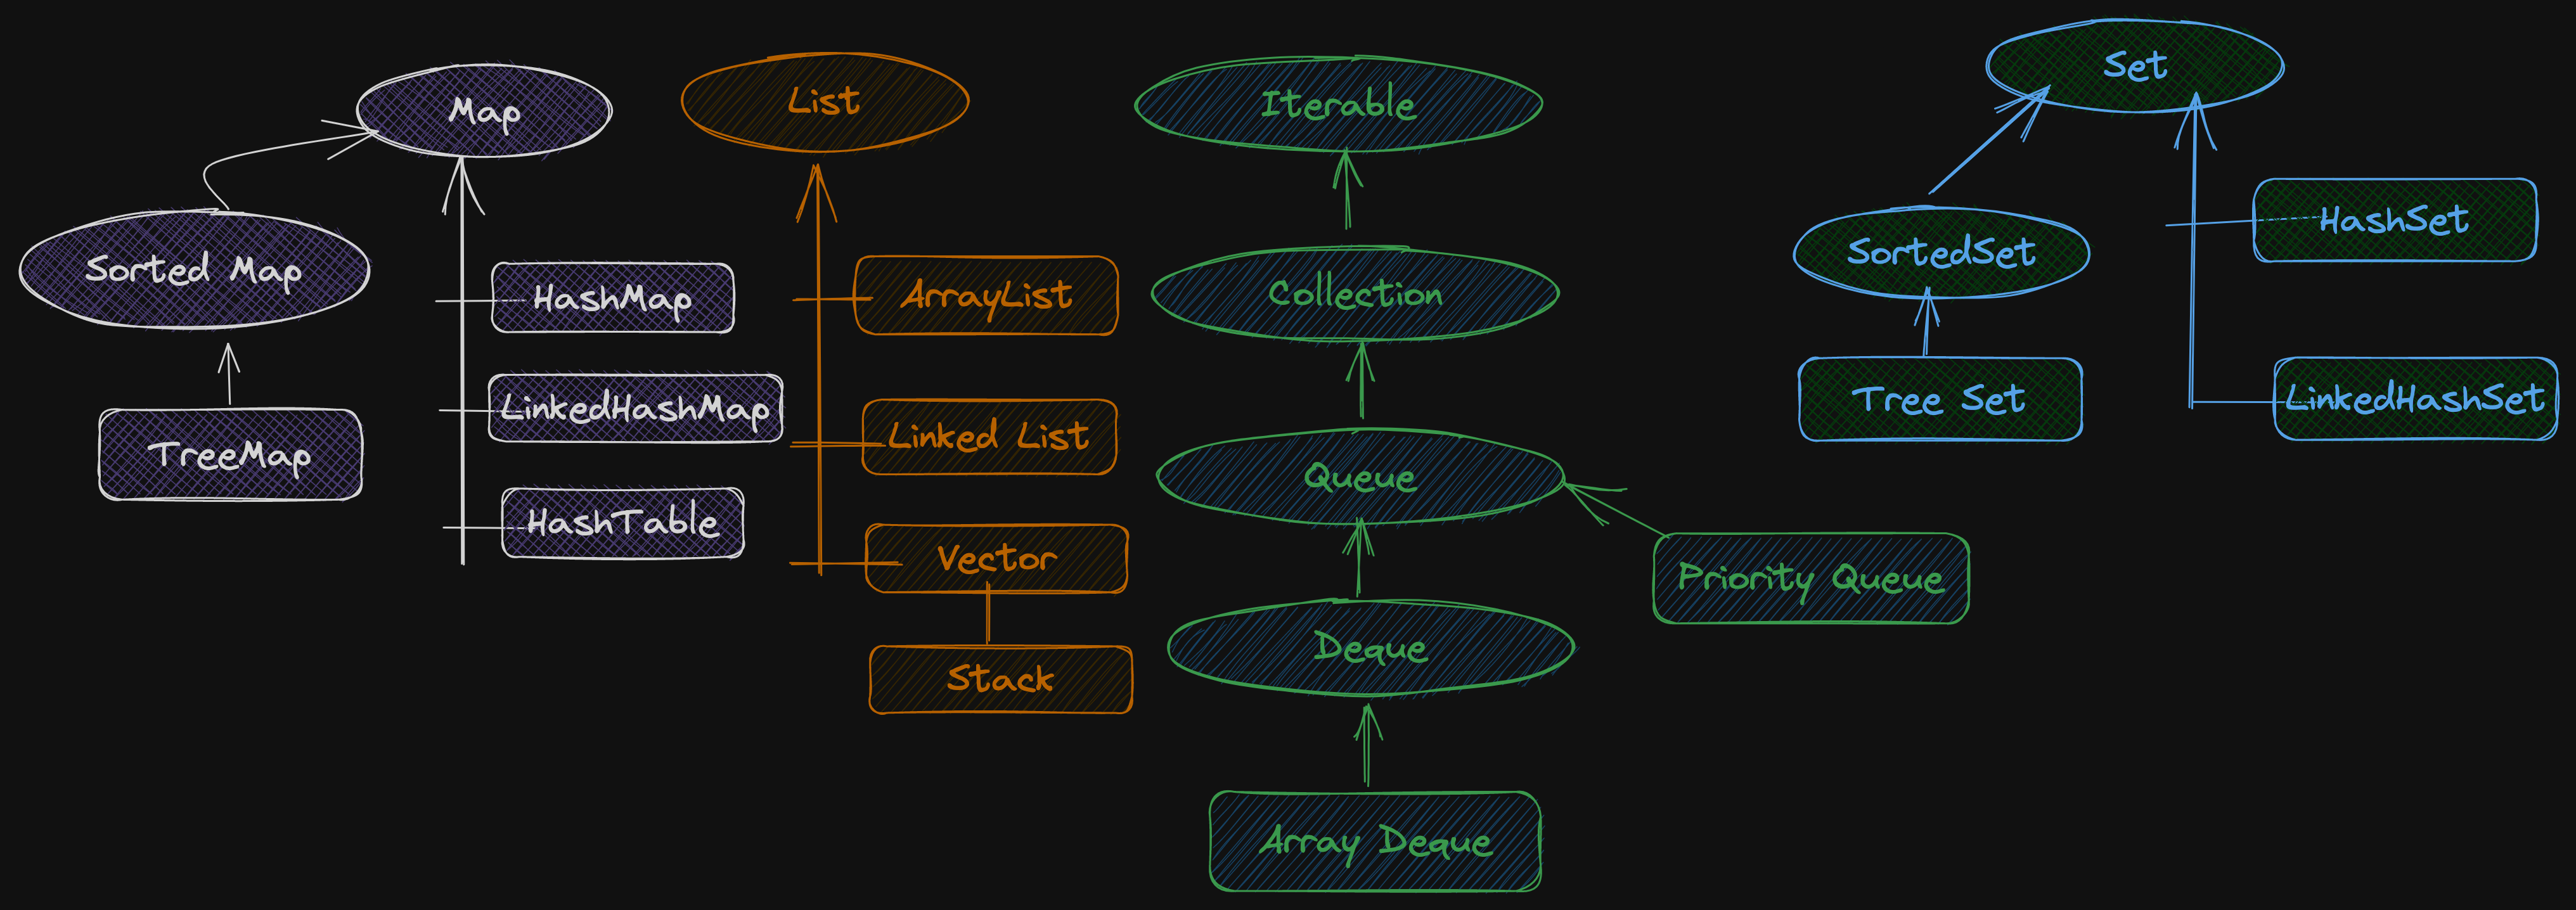 Map
Sorted Map
TreeMap
HashMap
LinkedHashMap
HashTable
List
ArrayList
Linked List
Vector
Stack
Iterable
Collection
Queue
Priority Queue
Deque
Array Deque
Set
SortedSet
Tree Set
HashSet
LinkedHashSet